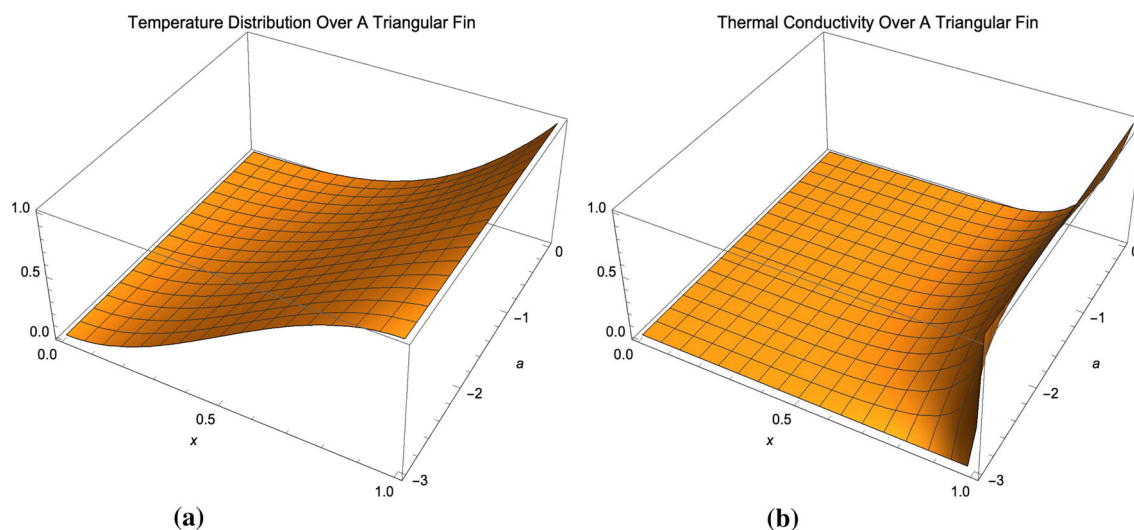 Temperature Distribution Over A Triangular Fin
1.0
0.5
0.0
0.0
0.5
x
1.0
0
−1
a
−2
−3
(a)
Thermal Conductivity Over A Triangular Fin
1.0
0.5
0.0
0.0
0.5
x
1.0
0
−1
a
−2
−3
(b)